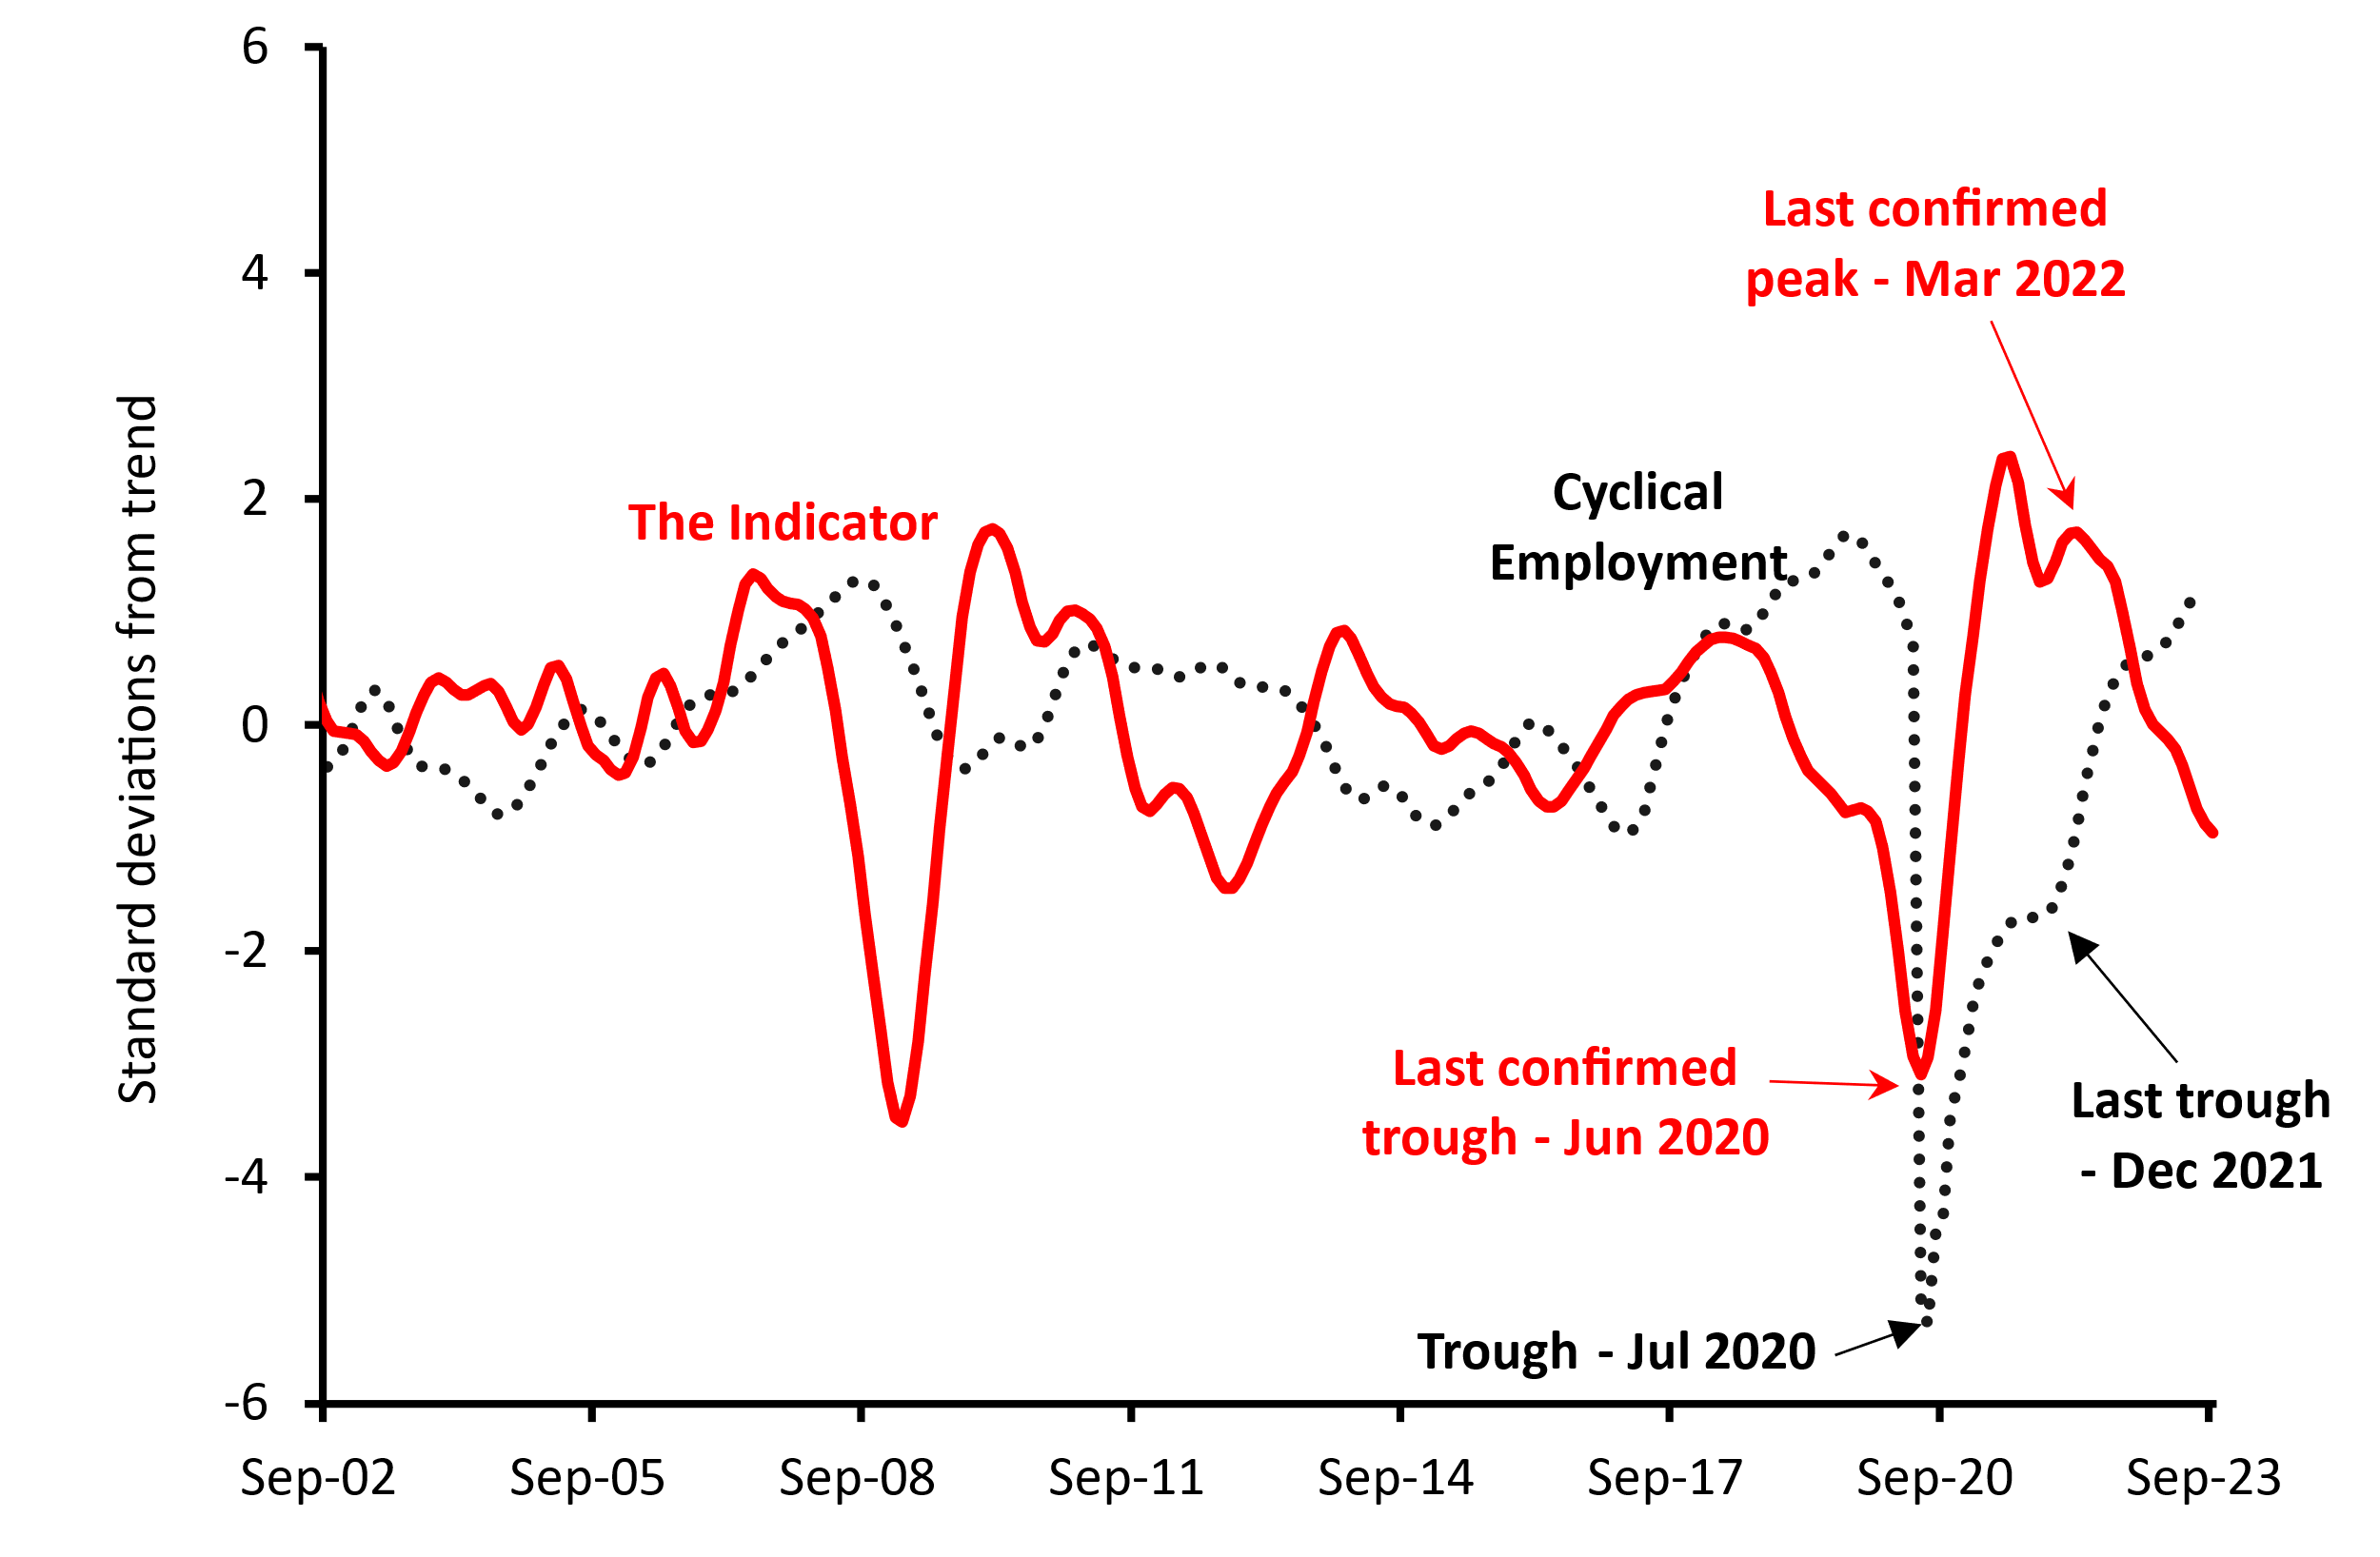 6
4
2
0
-2
-4
-6
Standard deviations from trend
Last confirmed
peak - Mar 2022
The Indicator
Cyclical
Employment
Last confirmed
trough - Jun 2020
Last trough
- Dec 2021
Trough - Jul 2020
Sep-02
Sep-05
Sep-08
Sep-11
Sep-14
Sep-17
Sep-20
Sep-23